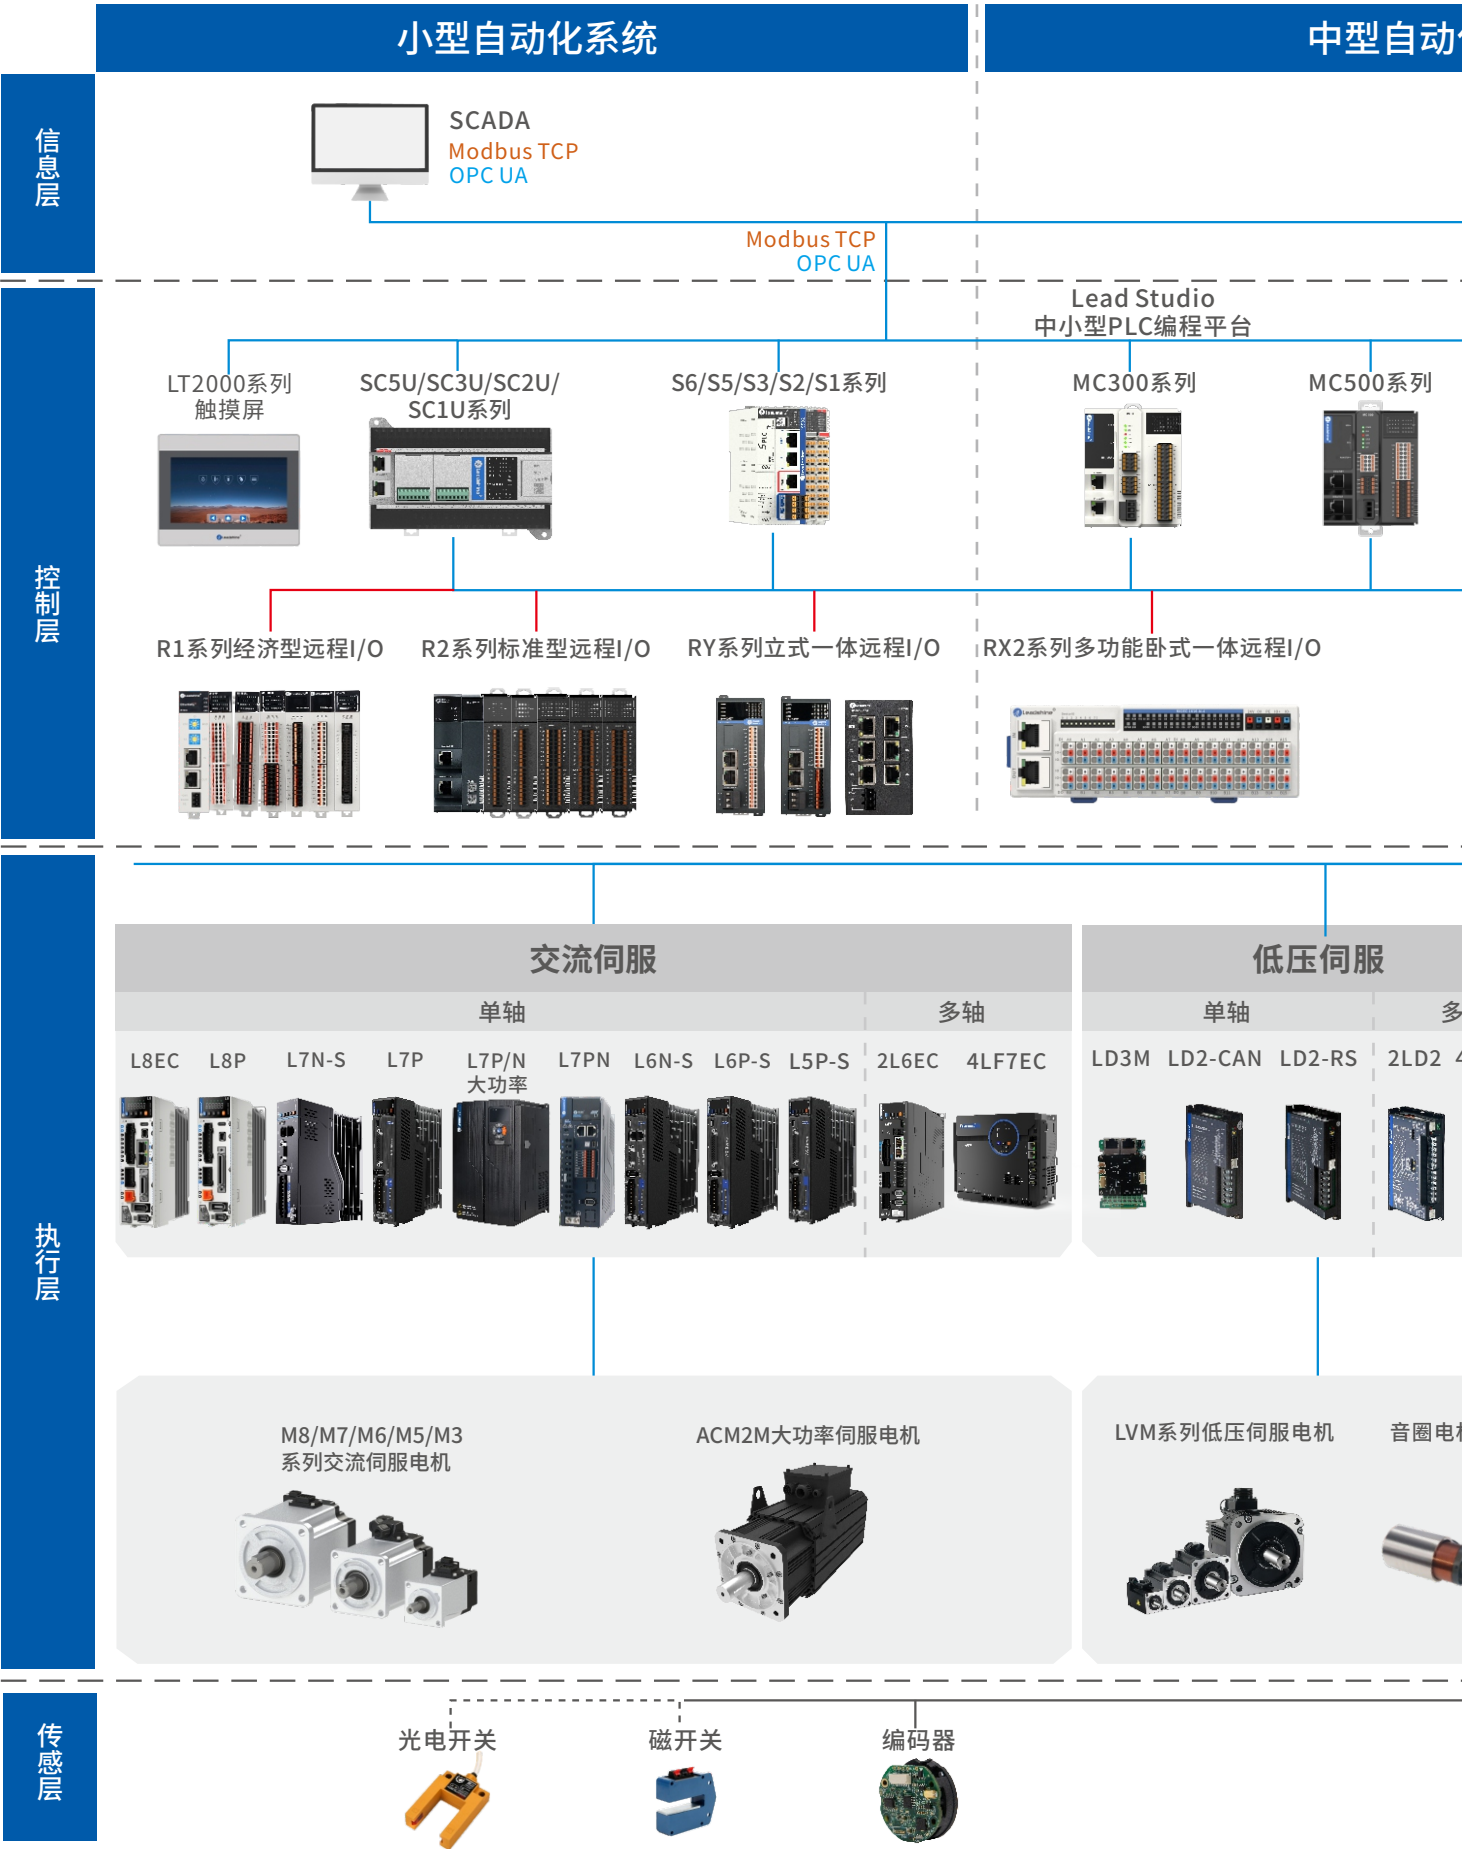 小型自动化系统
中型自动
信息层
SCADA
Modbus TCP
OPC UA
Modbus TCP
OPC UA
控制层
Lead Studio
中小型PLC编程平台
LT2000系列
触摸屏
SC5U/SC3U/SC2U/
SC1U系列
S6/S5/S3/S2/S1系列
MC300系列
MC500系列
R1系列经济型远程I/O
R2系列标准型远程I/O
RY系列立式一体远程I/O
RX2系列多功能卧式一体远程I/O
Leadshine
执行层
交流伺服
低压伺服
单轴
多轴
单轴
多
L8EC
L8P
L7N-S
L7P
L7P/N
大功率
L7PN
L6N-S
L6P-S
L5P-S
2L6EC
4LF7EC
LD3M
LD2-CAN
LD2-RS
2LD2
M8/M7/M6/M5/M3
系列交流伺服电机
ACM2M大功率伺服电机
LVM系列低压伺服电机
音圈电
传感层
光电开关
磁开关
编码器